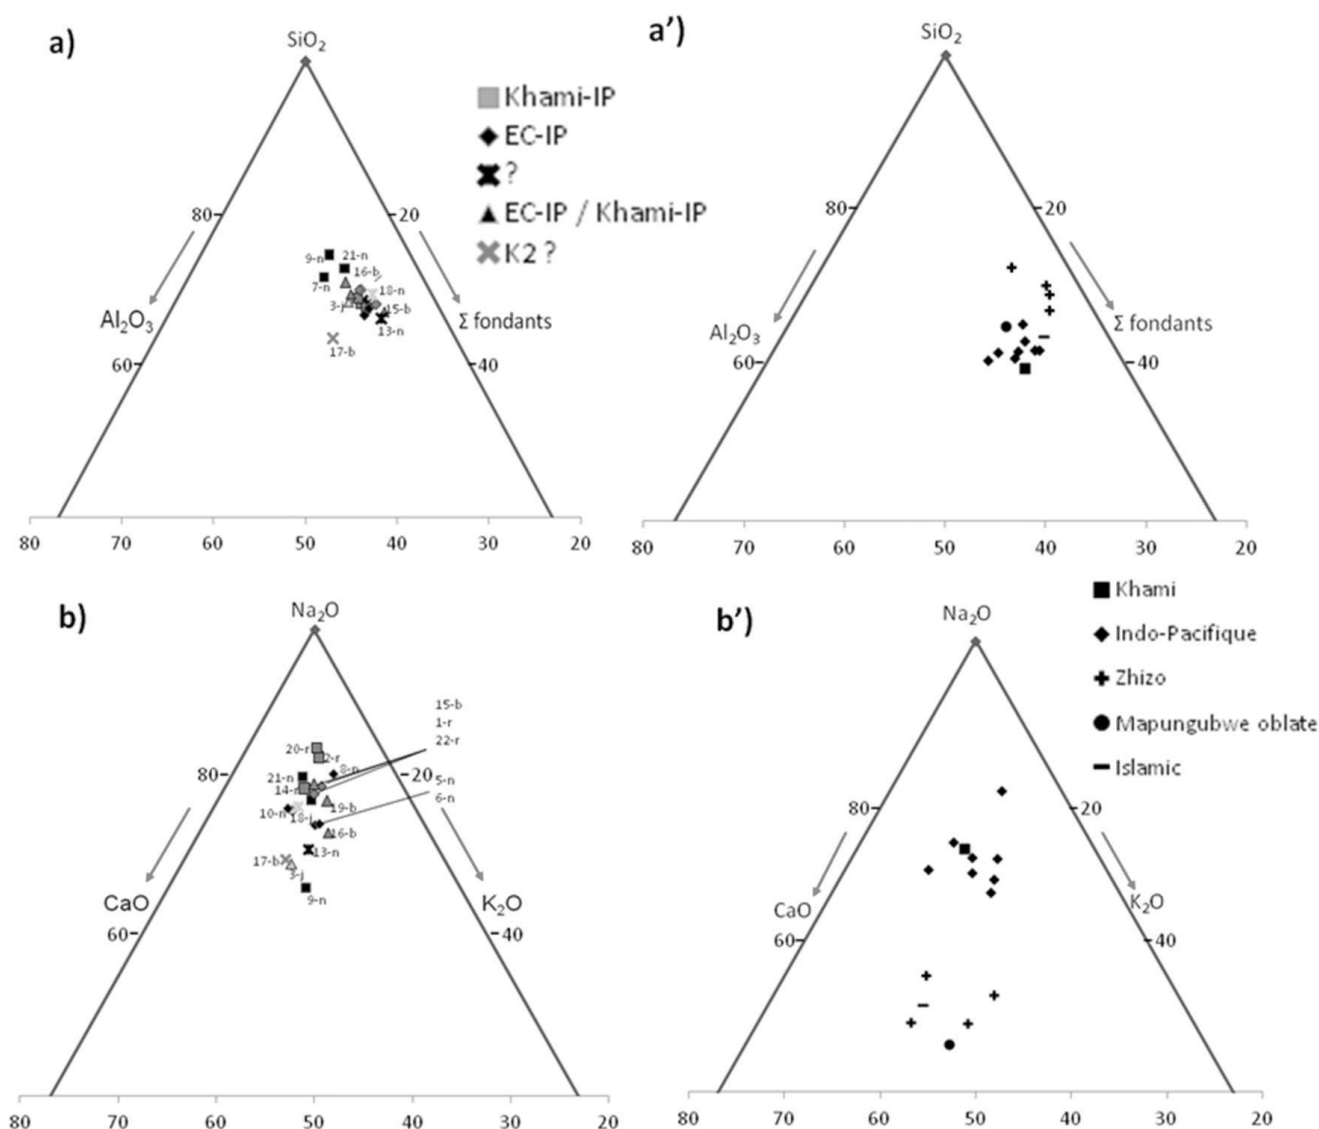 a)
SiO₂
Khami-IP
EC-IP
?
EC-IP / Khami-IP
K2 ?
80
20
9-n
21-n
16-b
7-n
18-n
3-j
15-b
13-n
17-b
Al₂O₃
Σ fondants
60
40
80 70 60 50 40 30 20
a')
SiO₂
80
20
Al₂O₃
Σ fondants
60
40
80 70 60 50 40 30 20
b)
Na₂O
15-b
1-r
22-r
20-r
2-r
8-n
80
20
21-n
14-r
5-n
6-n
10-n
18-j
19-b
16-b
13-n
17-b
3-j
9-n
CaO
K₂O
60
40
80 70 60 50 40 30 20
b')
Na₂O
Khami
Indo-Pacifique
Zhizo
Mapungubwe oblate
Islamic
80
20
CaO
K₂O
60
40
80 70 60 50 40 30 20